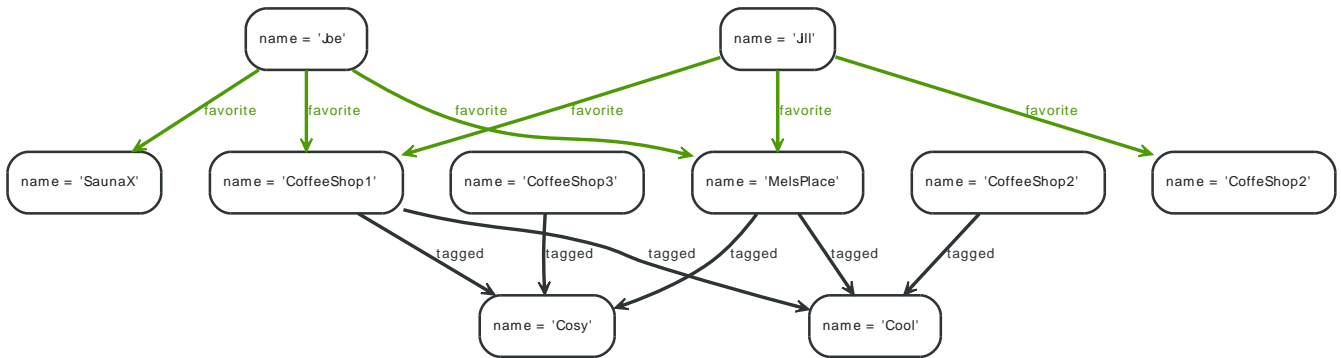 name = 'Joe'
name = 'Jill'
favorite
favorite
favorite
favorite
favorite
favorite
name = 'SaunaX'
name = 'CoffeeShop1'
name = 'CoffeeShop3'
name = 'MelsPlace'
name = 'CoffeeShop2'
name = 'CoffeShop2'
tagged
tagged
tagged
tagged
tagged
tagged
name = 'Cosy'
name = 'Cool'